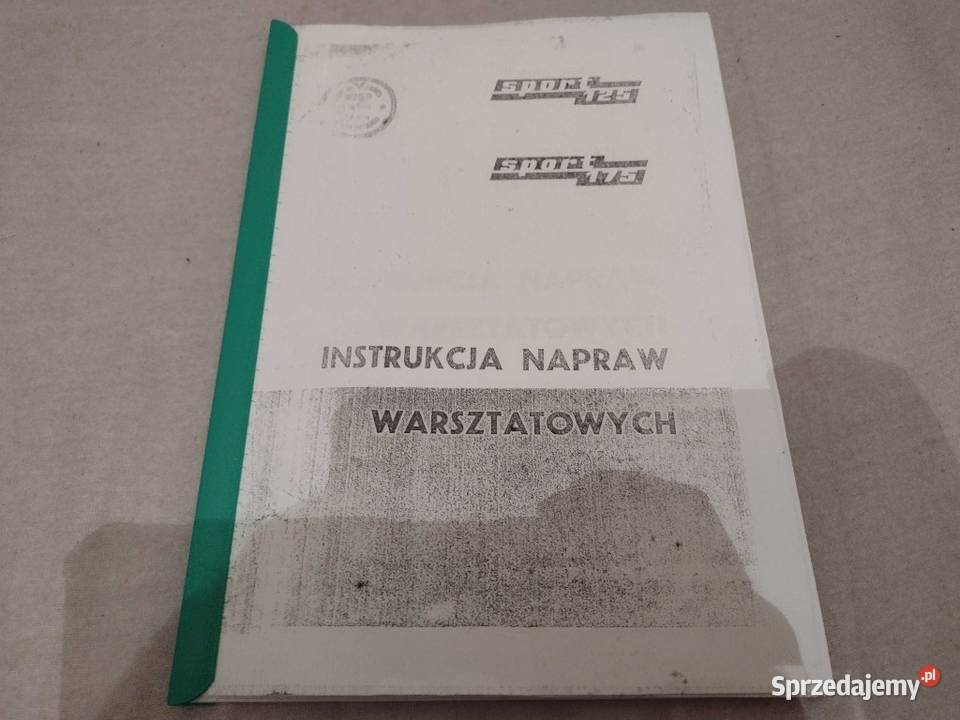 sport
125
sport
175
INSTRUKCJA NAPRAW
WARSZTATOWYCH
Sprzedajemy.pl